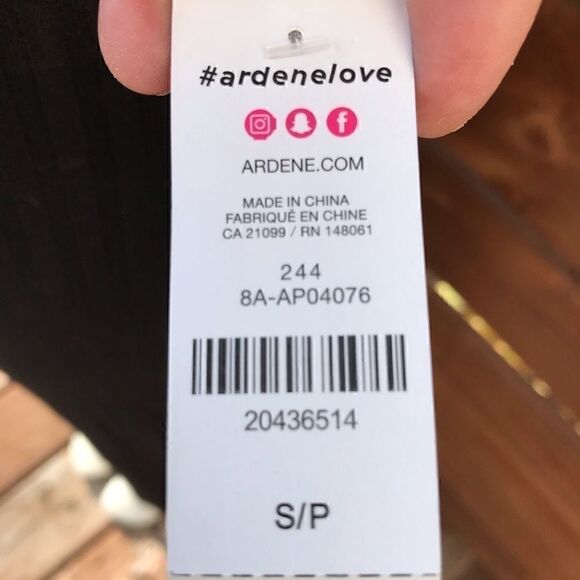 #ardenelove
ARDENE.COM
MADE IN CHINA
FABRIQUÉ EN CHINE
CA 21099 / RN 148061
244
8A-AP04076
20436514
S/P